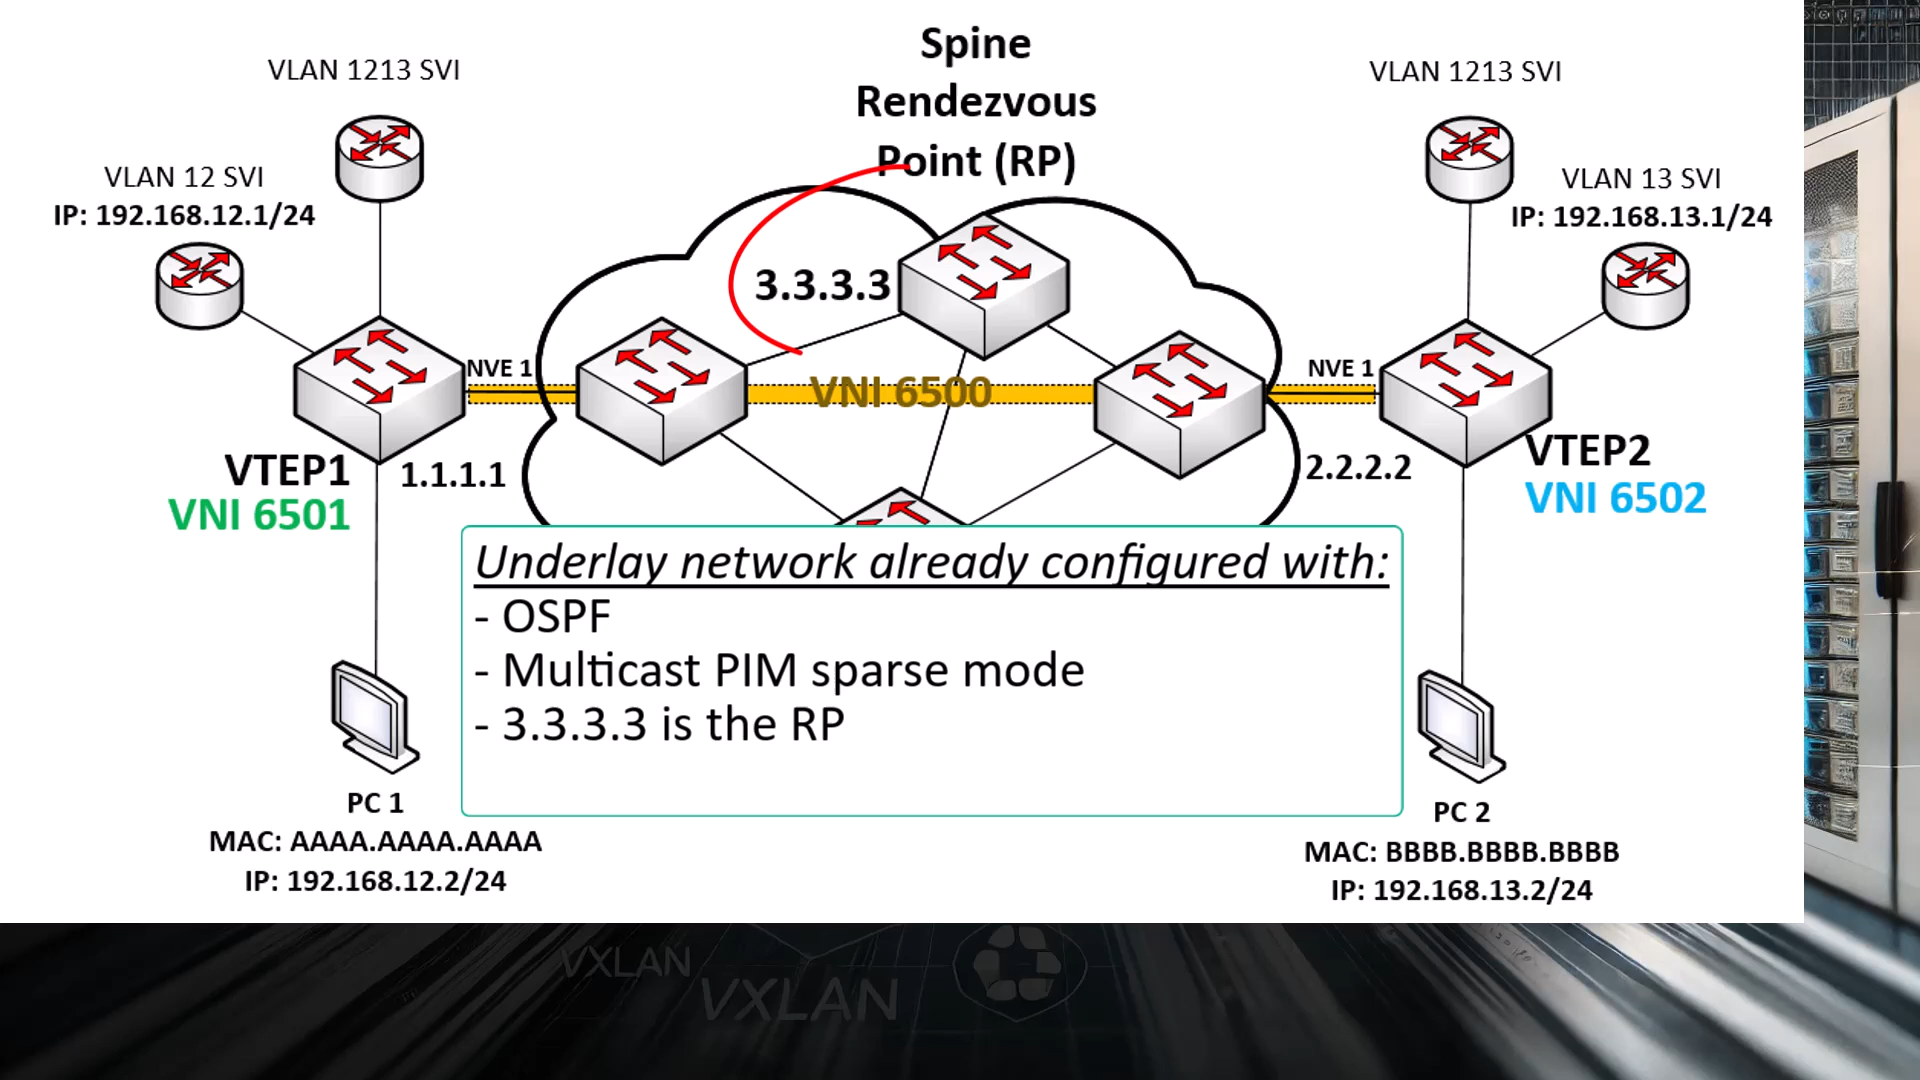 Spine
Rendezvous
Point (RP)
VLAN 1213 SVI
VLAN 1213 SVI
VLAN 12 SVI
IP: 192.168.12.1/24
VLAN 13 SVI
IP: 192.168.13.1/24
3.3.3.3
NVE 1
VNI 6500
NVE 1
VTEP1
VNI 6501
1.1.1.1
2.2.2.2
VTEP2
VNI 6502
Underlay network already configured with:
- OSPF
- Multicast PIM sparse mode
- 3.3.3.3 is the RP
PC 1
MAC: AAAA.AAAA.AAAA
IP: 192.168.12.2/24
PC 2
MAC: BBBB.BBBB.BBBB
IP: 192.168.13.2/24
VXLAN
VXLAN